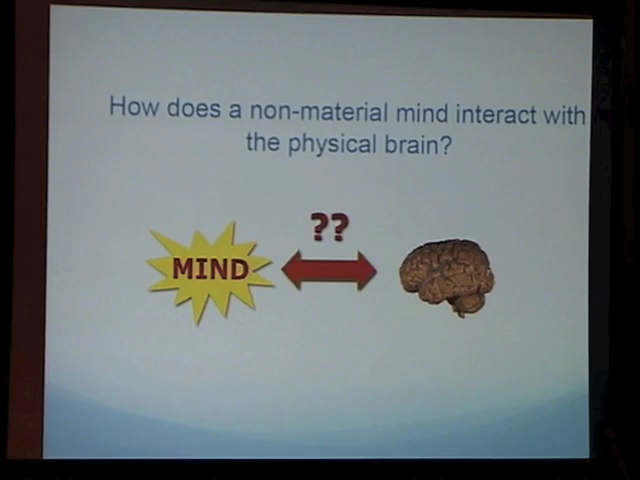 How does a non-material mind interact with
the physical brain?
??
MIND